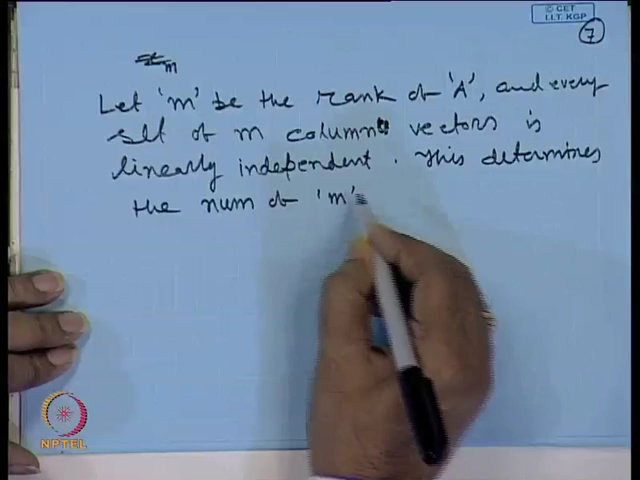 © CET
I.I.T. KGP
7
Let 'm' be the rank of 'A', and every
set of m column vectors is
linearly independent. This determines
the num of 'm'
NPTEL